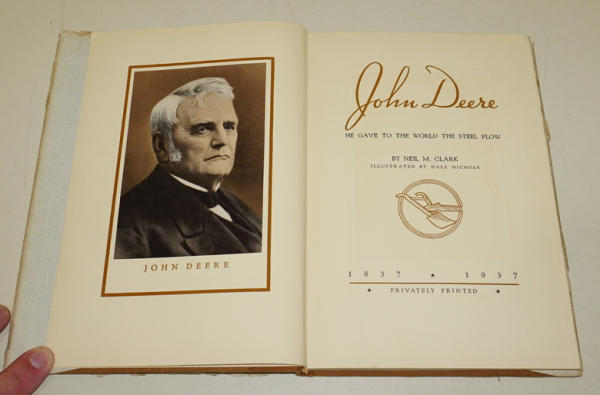 JOHN DEERE
John Deere
HE GAVE TO THE WORLD THE STEEL PLOW
BY NEIL M. CLARK
ILLUSTRATED BY DALE NICHOLS
1837 ★ 1937
★ PRIVATELY PRINTED ★